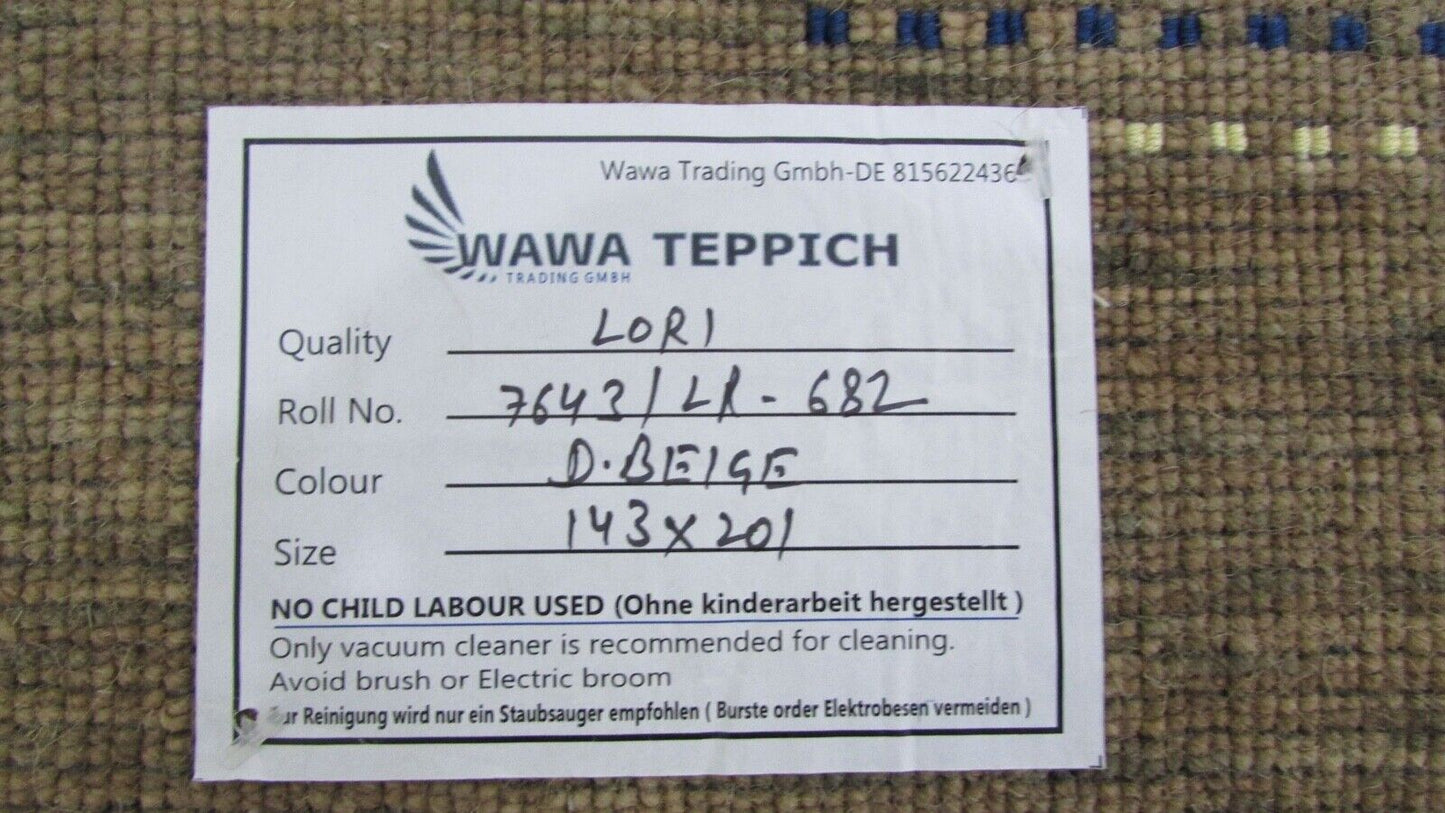 Wawa Trading Gmbh-DE 815622436
WAWA TEPPICH
TRADING GMBH
Quality LORI
Roll No. 7643/LR-682
Colour D.BEIGE
Size 143x201
NO CHILD LABOUR USED (Ohne kinderarbeit hergestellt )
Only vacuum cleaner is recommended for cleaning.
Avoid brush or Electric broom
ur Reinigung wird nur ein Staubsauger empfohlen ( Burste order Elektrobesen vermeiden )